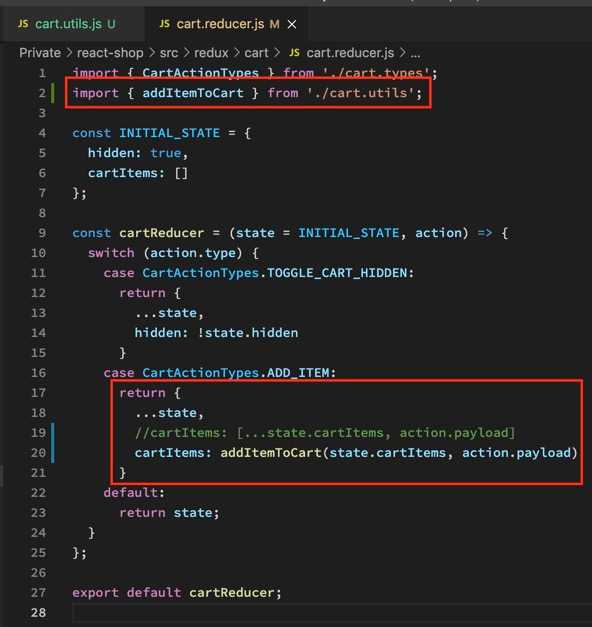 JS cart.utils.js U JS cart.reducer.js M ×
Private > react-shop > src > redux > cart > JS cart.reducer.js > ...
1 import { CartActionTypes } from './cart.types';
2 import { addItemToCart } from './cart.utils';
3
4 const INITIAL_STATE = {
5   hidden: true,
6   cartItems: []
7 };
8
9 const cartReducer = (state = INITIAL_STATE, action) => {
10   switch (action.type) {
11     case CartActionTypes.TOGGLE_CART_HIDDEN:
12       return {
13         ...state,
14         hidden: !state.hidden
15       }
16     case CartActionTypes.ADD_ITEM:
17       return {
18         ...state,
19         //cartItems: [...state.cartItems, action.payload]
20         cartItems: addItemToCart(state.cartItems, action.payload)
21       }
22     default:
23       return state;
24   }
25 };
26
27 export default cartReducer;
28